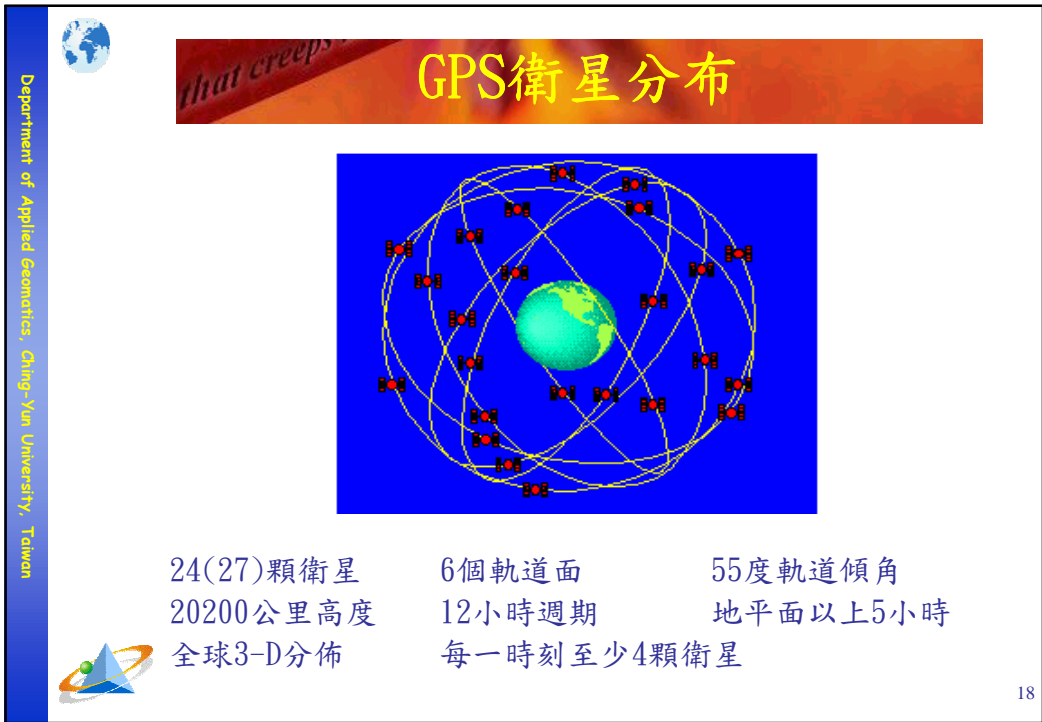 Department of Applied Geomatics, Ching-Yun University, Taiwan
that creeps
GPS衛星分布
24(27)顆衛星 6個軌道面 55度軌道傾角
20200公里高度 12小時週期 地平面以上5小時
全球3-D分佈 每一時刻至少4顆衛星
18